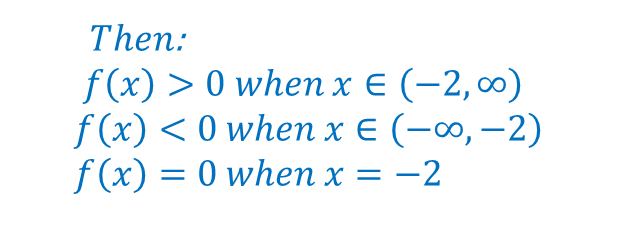 Then:
f(x) > 0 when x ∈ (−2, ∞)
f(x) < 0 when x ∈ (−∞, −2)
f(x) = 0 when x = −2